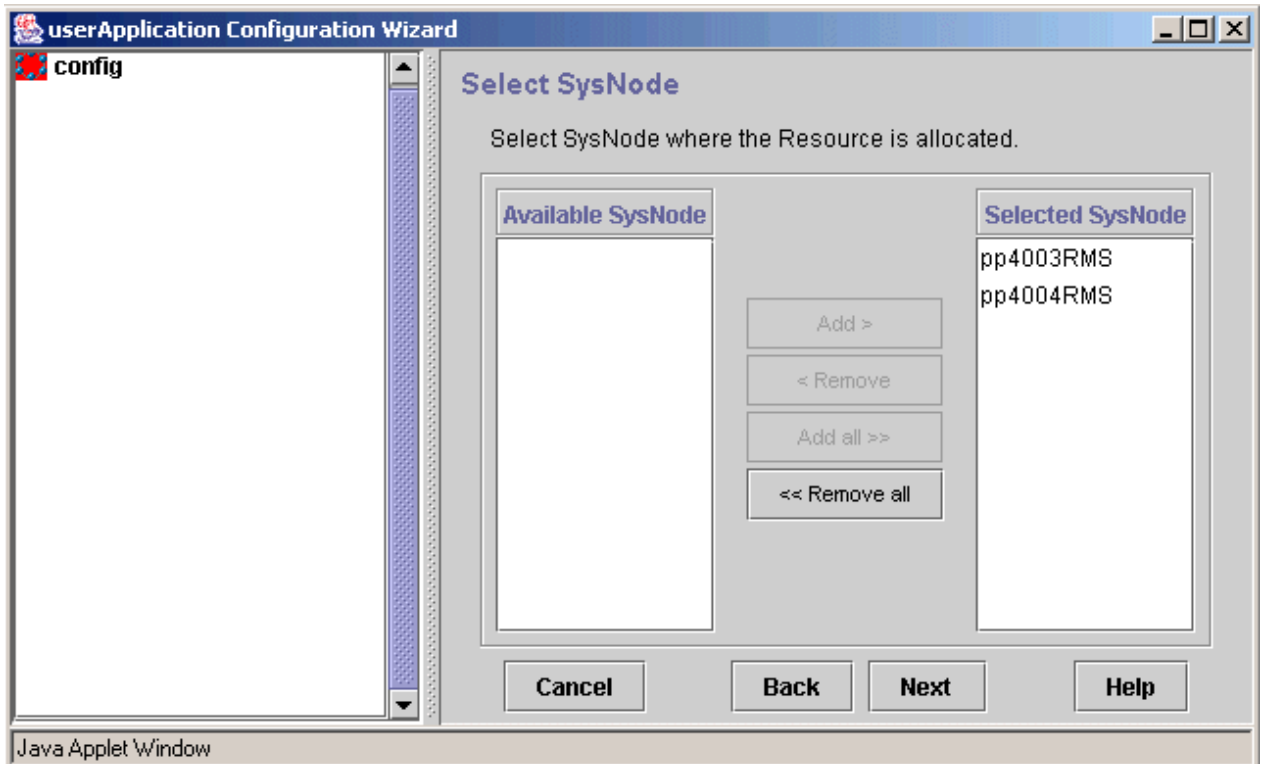 userApplication Configuration Wizard
config
Select SysNode
Select SysNode where the Resource is allocated.
Available SysNode
Selected SysNode
pp4003RMS
pp4004RMS
Add >
< Remove
Add all >>
<< Remove all
Cancel
Back
Next
Help
Java Applet Window